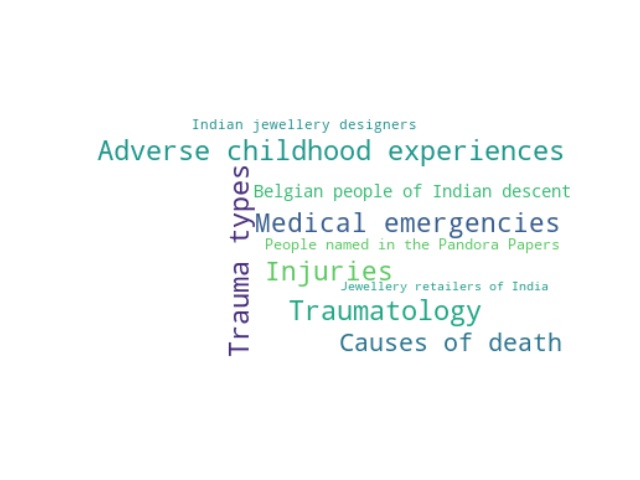 Indian jewellery designers
Adverse childhood experiences
Trauma types
Belgian people of Indian descent
Medical emergencies
People named in the Pandora Papers
Injuries
Jewellery retailers of India
Traumatology
Causes of death